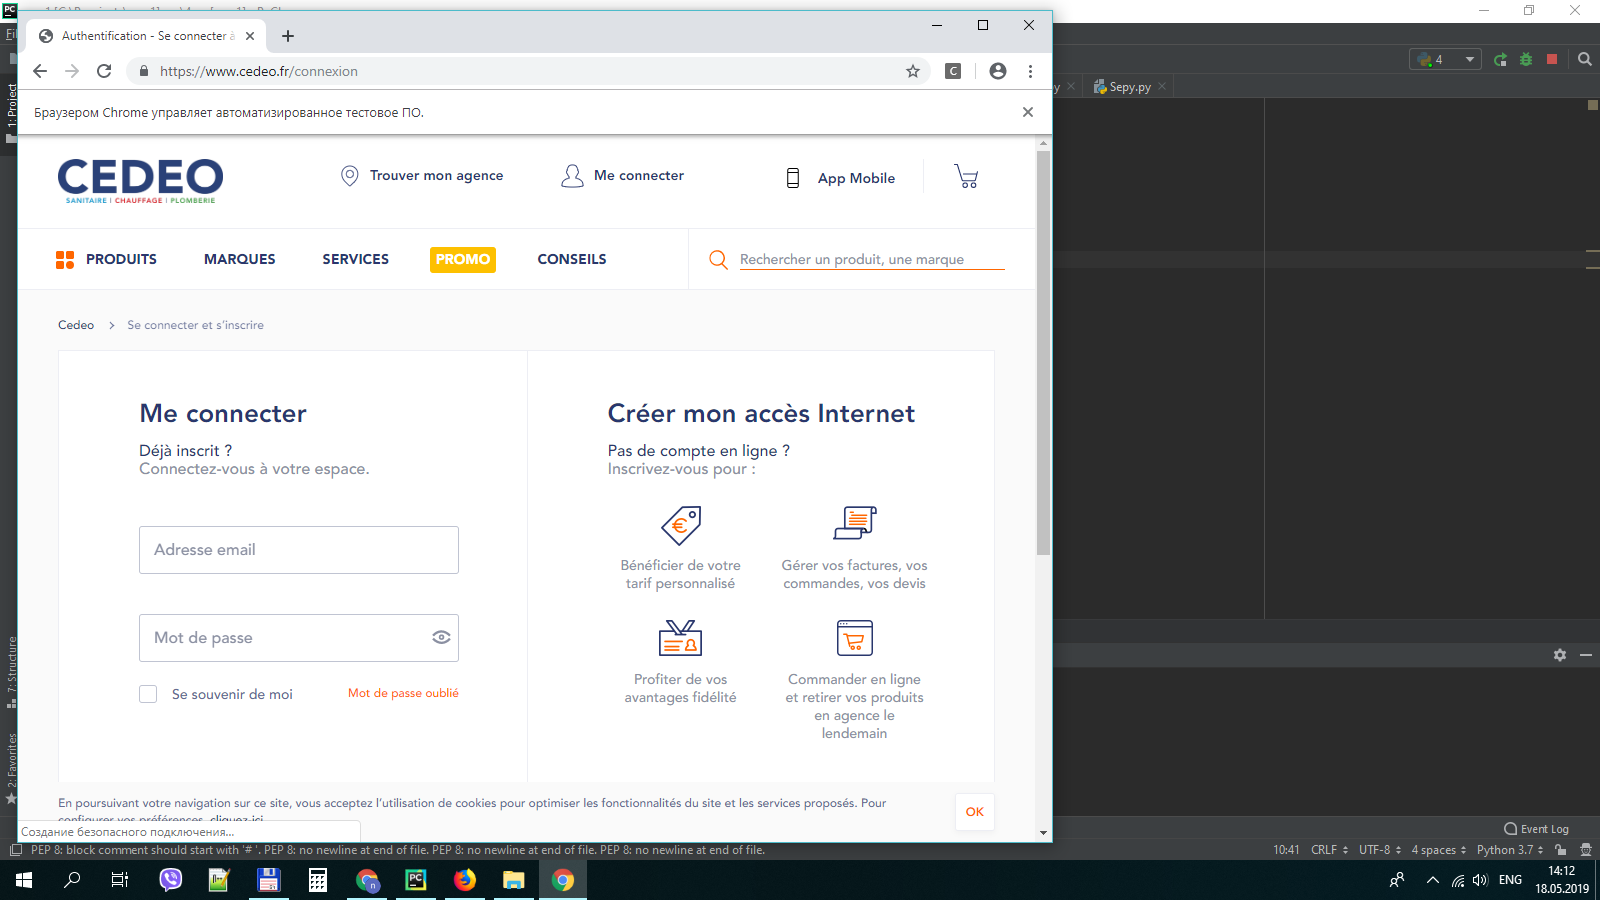 Authentification - Se connecter à
https://www.cedeo.fr/connexion
C
Браузером Chrome управляет автоматизированное тестовое ПО.
CEDEO
SANITAIRE | CHAUFFAGE | PLOMBERIE
Trouver mon agence
Me connecter
App Mobile
PRODUITS
MARQUES
SERVICES
PROMO
CONSEILS
Rechercher un produit, une marque
Cedeo
Se connecter et s'inscrire
Me connecter
Déjà inscrit ?
Connectez-vous à votre espace.
Adresse email
Mot de passe
Se souvenir de moi
Mot de passe oublié
Créer mon accès Internet
Pas de compte en ligne ?
Inscrivez-vous pour :
Bénéficier de votre
tarif personnalisé
Gérer vos factures, vos
commandes, vos devis
Profiter de vos
avantages fidélité
Commander en ligne
et retirer vos produits
en agence le
lendemain
En poursuivant votre navigation sur ce site, vous acceptez l'utilisation de cookies pour optimiser les fonctionnalités du site et les services proposés. Pour
configurer vos préférences, cliquez-ici
OK
Создание безопасного подключения...
PC
4
Sepy.py
1: Project
7: Structure
2: Favorites
Event Log
PEP 8: block comment should start with '# '. PEP 8: no newline at end of file. PEP 8: no newline at end of file. PEP 8: no newline at end of file.
10:41
CRLF
UTF-8
4 spaces
Python 3.7
PC
ENG
14:12
18.05.2019